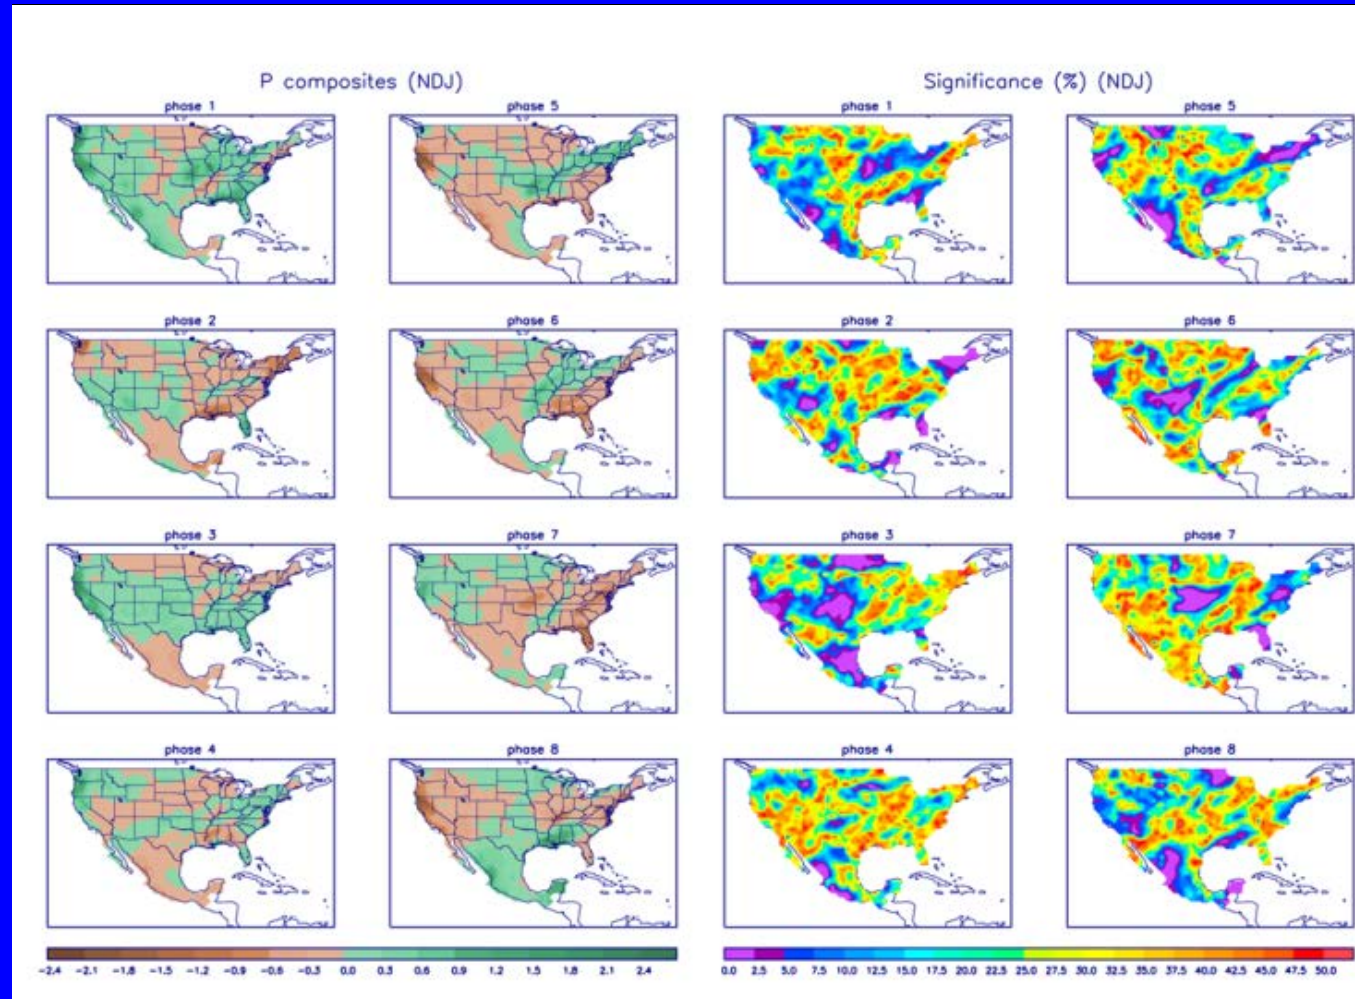 P composites (NDJ)
phase 1
phase 5
phase 2
phase 6
phase 3
phase 7
phase 4
phase 8
-2.4 -2.1 -1.8 -1.5 -1.2 -0.9 -0.6 -0.3 0.0 0.3 0.6 0.9 1.2 1.5 1.8 2.1 2.4
Significance (%) (NDJ)
phase 1
phase 5
phase 2
phase 6
phase 3
phase 7
phase 4
phase 8
0.0 2.5 5.0 7.5 10.0 12.5 15.0 17.5 20.0 22.5 25.0 27.5 30.0 32.5 35.0 37.5 40.0 42.5 45.0 47.5 50.0